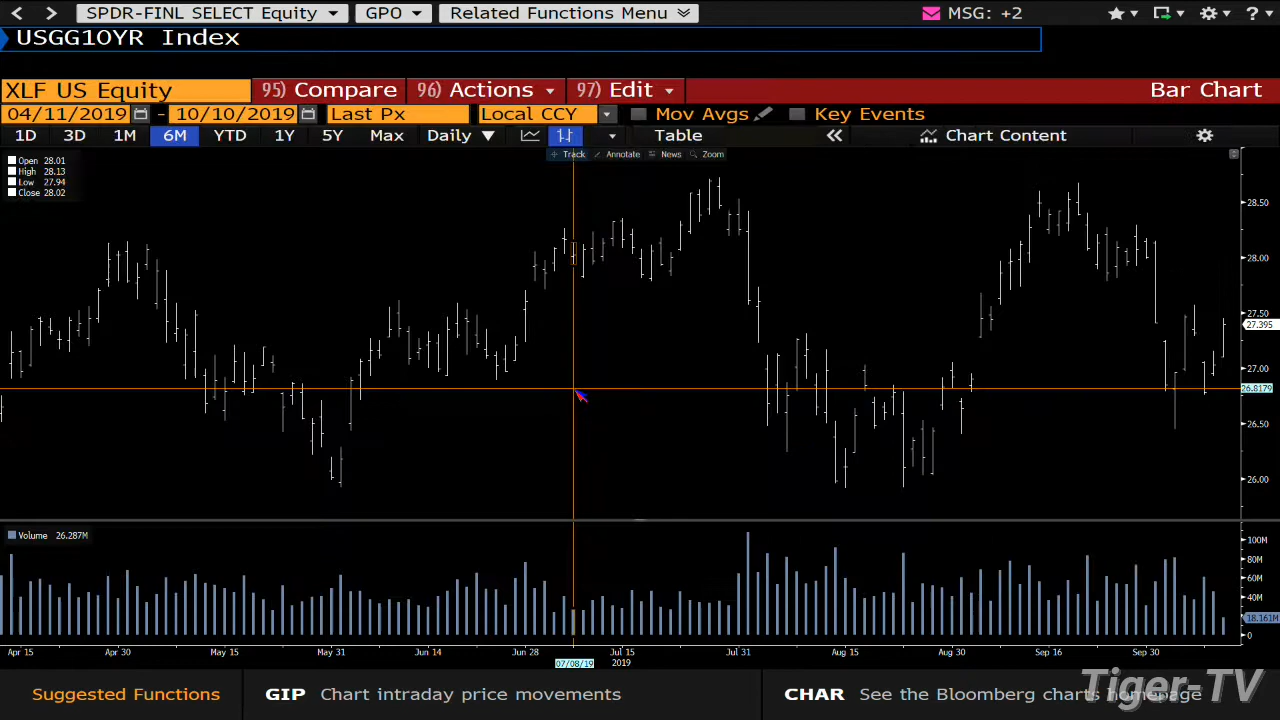 SPDR-FINL SELECT Equity GPO Related Functions Menu MSG: +2 ?
USGG10YR Index
XLF US Equity 95) Compare 96) Actions 97) Edit Bar Chart
04/11/2019 - 10/10/2019 Last Px Local CCY Mov Avgs Key Events
1D 3D 1M 6M YTD 1Y 5Y Max Daily Table Chart Content
Track Annotate News Zoom
Open 28.01
High 28.13
Low 27.94
Close 28.02
28.50
28.00
27.50
27.395
27.00
26.8179
26.50
26.00
Volume 26.287M
100M
80M
60M
40M
18.161M
0
Apr 15 Apr 30 May 15 May 31 Jun 14 Jun 28 Jul 15 Jul 31 Aug 15 Aug 30 Sep 16 Sep 30
07/08/19 2019
Suggested Functions GIP Chart intraday price movements CHAR See the Bloomberg charts homepage
Tiger-TV